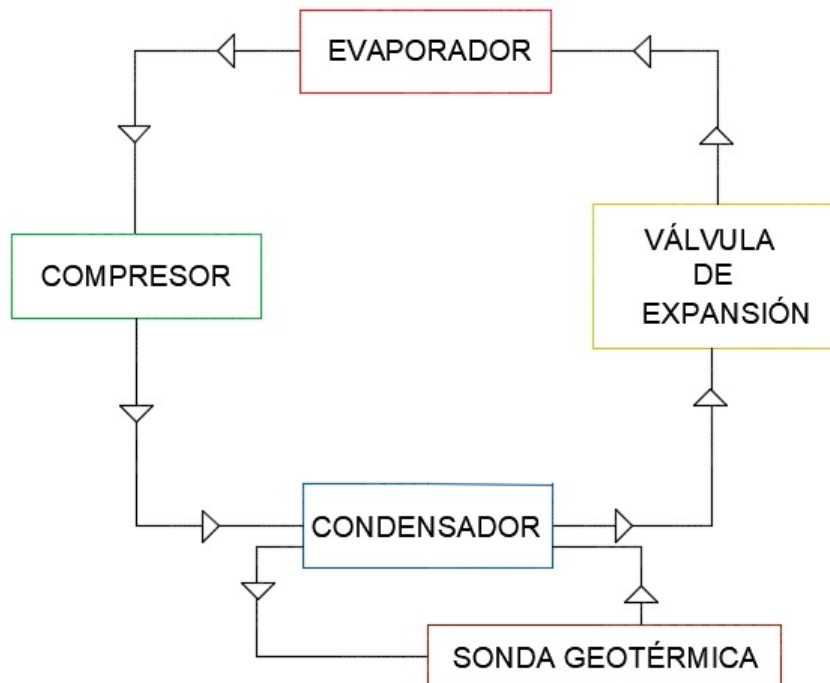 EVAPORADOR
COMPRESOR
VÁLVULA
DE
EXPANSIÓN
CONDENSADOR
SONDA GEOTÉRMICA